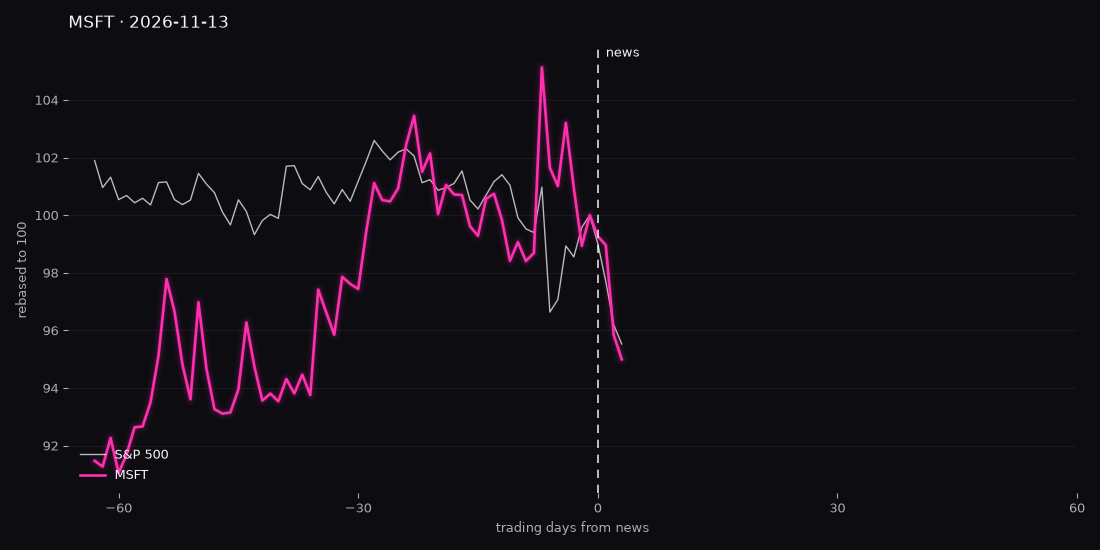 MSFT · 2026-11-13
news
104
102
100
98
96
94
92
rebased to 100
S&P 500
MSFT
−60
−30
0
30
60
trading days from news